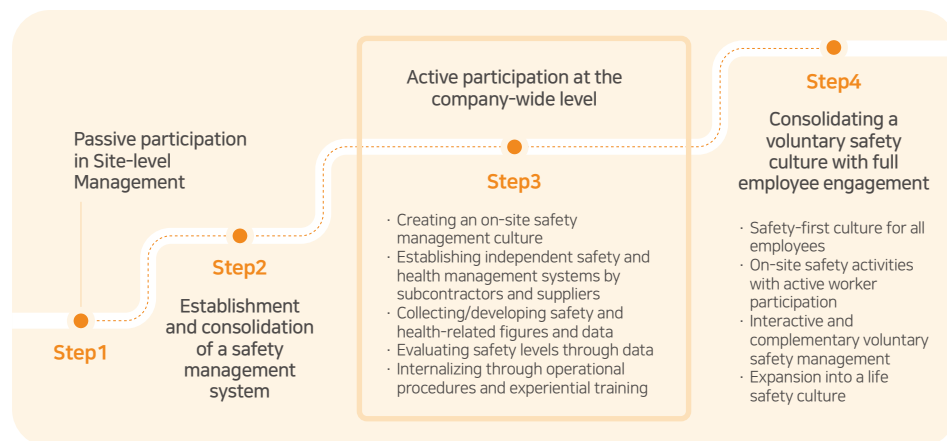 Passive participation
in Site-level
Management
Step1
Step2
Establishment
and consolidation
of a safety
management
system
Active participation at the
company-wide level
Step3
· Creating an on-site safety
management culture
· Establishing independent safety and
health management systems by
subcontractors and suppliers
· Collecting/developing safety and
health-related figures and data
· Evaluating safety levels through data
· Internalizing through operational
procedures and experiential training
Step4
Consolidating a
voluntary safety
culture with full
employee engagement
· Safety-first culture for all
employees
· On-site safety activities
with active worker
participation
· Interactive and
complementary voluntary
safety management
· Expansion into a life
safety culture